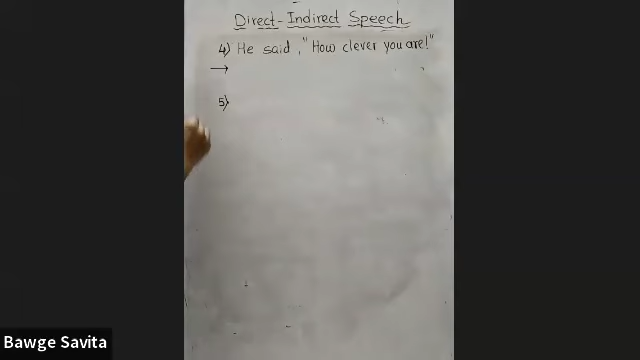 Direct-Indirect Speech
4) He said, "How clever you are!"
→
5)
Bawge Savita